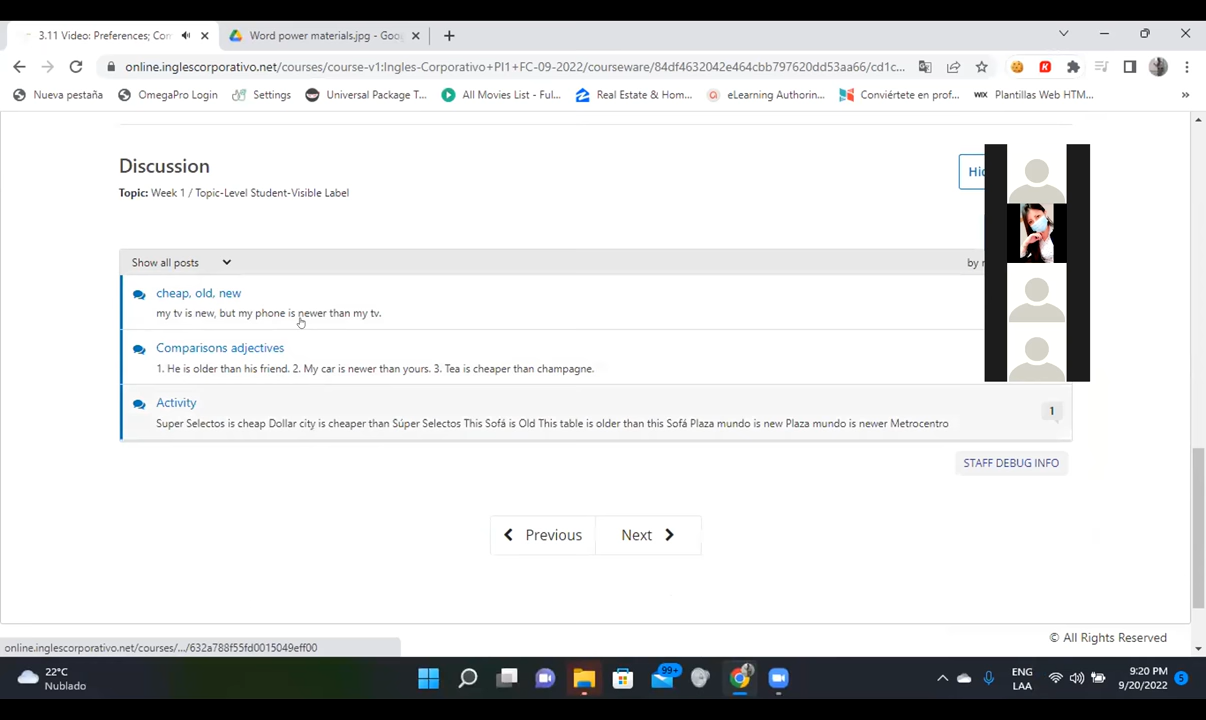 3.11 Video: Preferences; Con
Word power materials.jpg - Goo
online.inglescorporativo.net/courses/course-v1:Ingles-Corporativo+PI1+FC-09-2022/courseware/84df4632042e464cbb797620dd53aa66/cd1c...
Nueva pestaña
OmegaPro Login
Settings
Universal Package T...
All Movies List - Ful...
Real Estate & Hom...
eLearning Authorin...
Conviértete en prof...
WIX Plantillas Web HTM...
»
Discussion
Hid
Topic: Week 1 / Topic-Level Student-Visible Label
Show all posts
by
cheap, old, new
my tv is new, but my phone is newer than my tv.
Comparisons adjectives
1. He is older than his friend. 2. My car is newer than yours. 3. Tea is cheaper than champagne.
Activity
1
Super Selectos is cheap Dollar city is cheaper than Súper Selectos This Sofá is Old This table is older than this Sofá Plaza mundo is new Plaza mundo is newer Metrocentro
STAFF DEBUG INFO
Previous
Next
© All Rights Reserved
online.inglescorporativo.net/courses/.../632a788f55fd0015049eff00
22°C
Nublado
99+
ENG
LAA
9:20 PM
9/20/2022
5